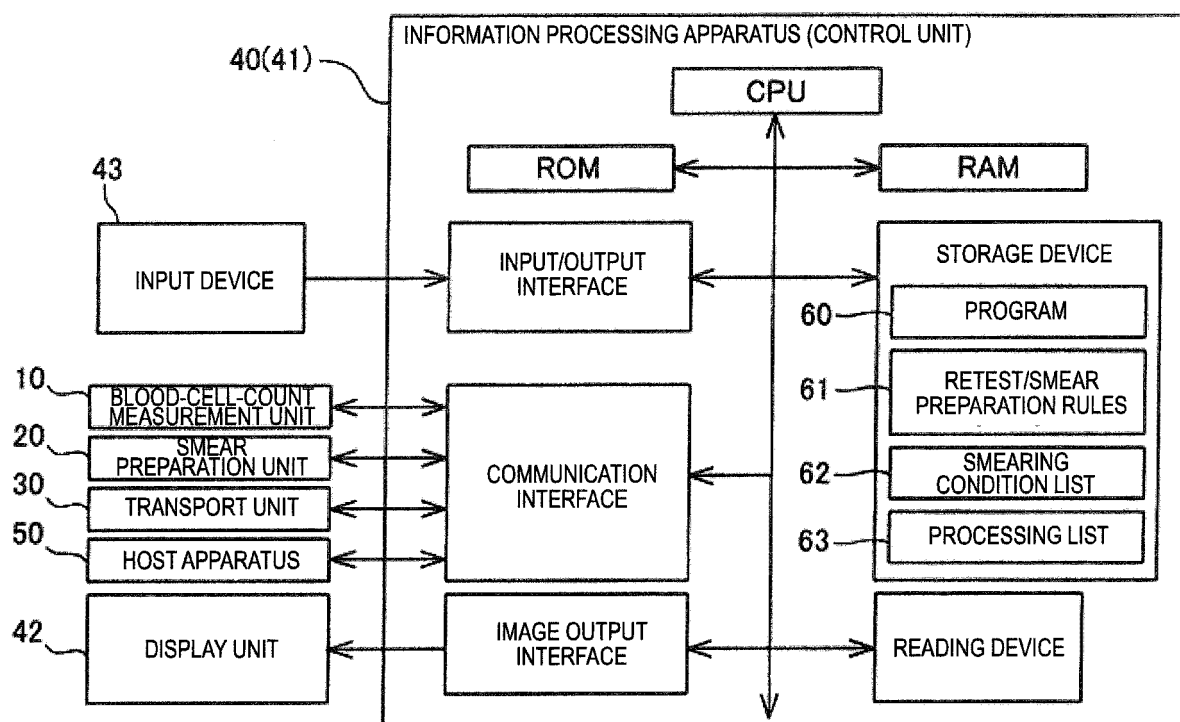 INFORMATION PROCESSING APPARATUS (CONTROL UNIT)
40(41)
CPU
ROM
RAM
43
INPUT DEVICE
INPUT/OUTPUT
INTERFACE
STORAGE DEVICE
60
PROGRAM
61
RETEST/SMEAR
PREPARATION RULES
62
SMEARING
CONDITION LIST
63
PROCESSING LIST
10
BLOOD-CELL-COUNT
MEASUREMENT UNIT
20
SMEAR
PREPARATION UNIT
30
TRANSPORT UNIT
50
HOST APPARATUS
COMMUNICATION
INTERFACE
42
DISPLAY UNIT
IMAGE OUTPUT
INTERFACE
READING DEVICE